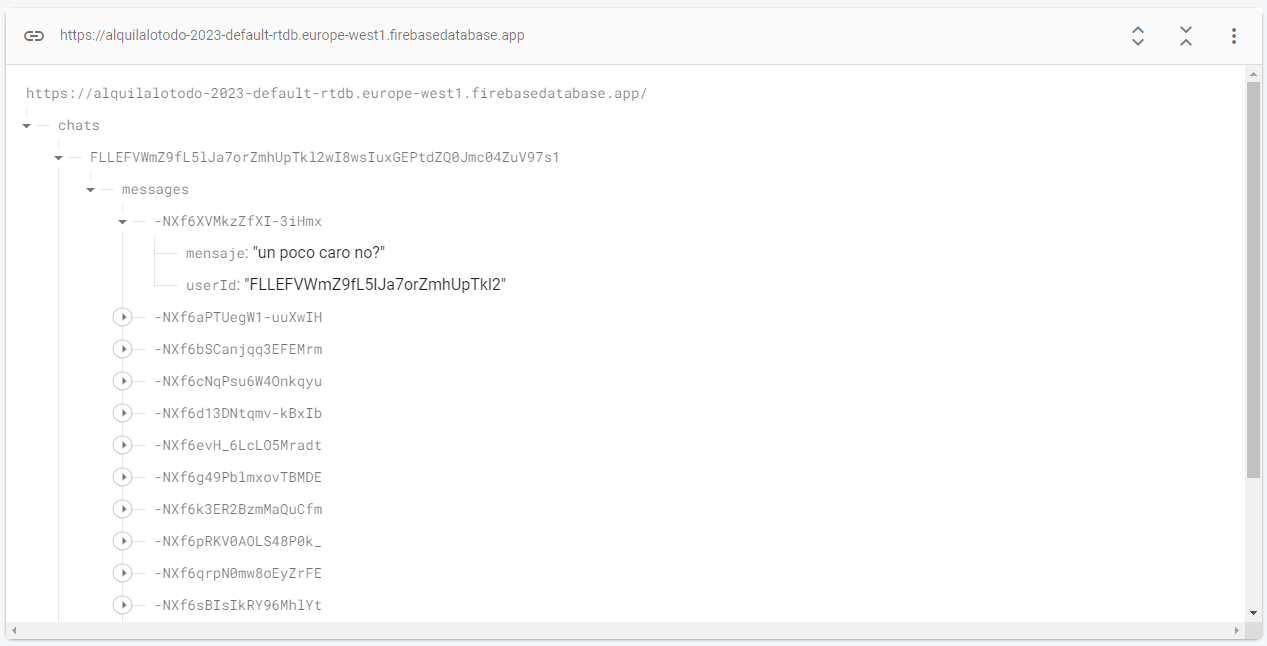 https://alquilalotodo-2023-default-rtdb.europe-west1.firebasedatabase.app
https://alquilalotodo-2023-default-rtdb.europe-west1.firebasedatabase.app/
chats
FLLEFVWmZ9fL5lJa7orZmhUpTkl2wI8wsIuxGEPtdZQ0Jmc04ZuV97s1
messages
-NXf6XVMkzZfXI-3iHmx
mensaje: "un poco caro no?"
userId: "FLLEFVWmZ9fL5lJa7orZmhUpTkl2"
-NXf6aPTUegW1-uuXwIH
-NXf6bSCanjqq3EFEMrm
-NXf6cNqPsu6W4Onkqyu
-NXf6d13DNtqmv-kBxIb
-NXf6evH_6LcLO5Mradt
-NXf6g49PblmxovTBMDE
-NXf6k3ER2BzmMaQuCfm
-NXf6pRKV0AOLS48P0k_
-NXf6qrpN0mw8oEyZrFE
-NXf6sBIsIkRY96MhlYt